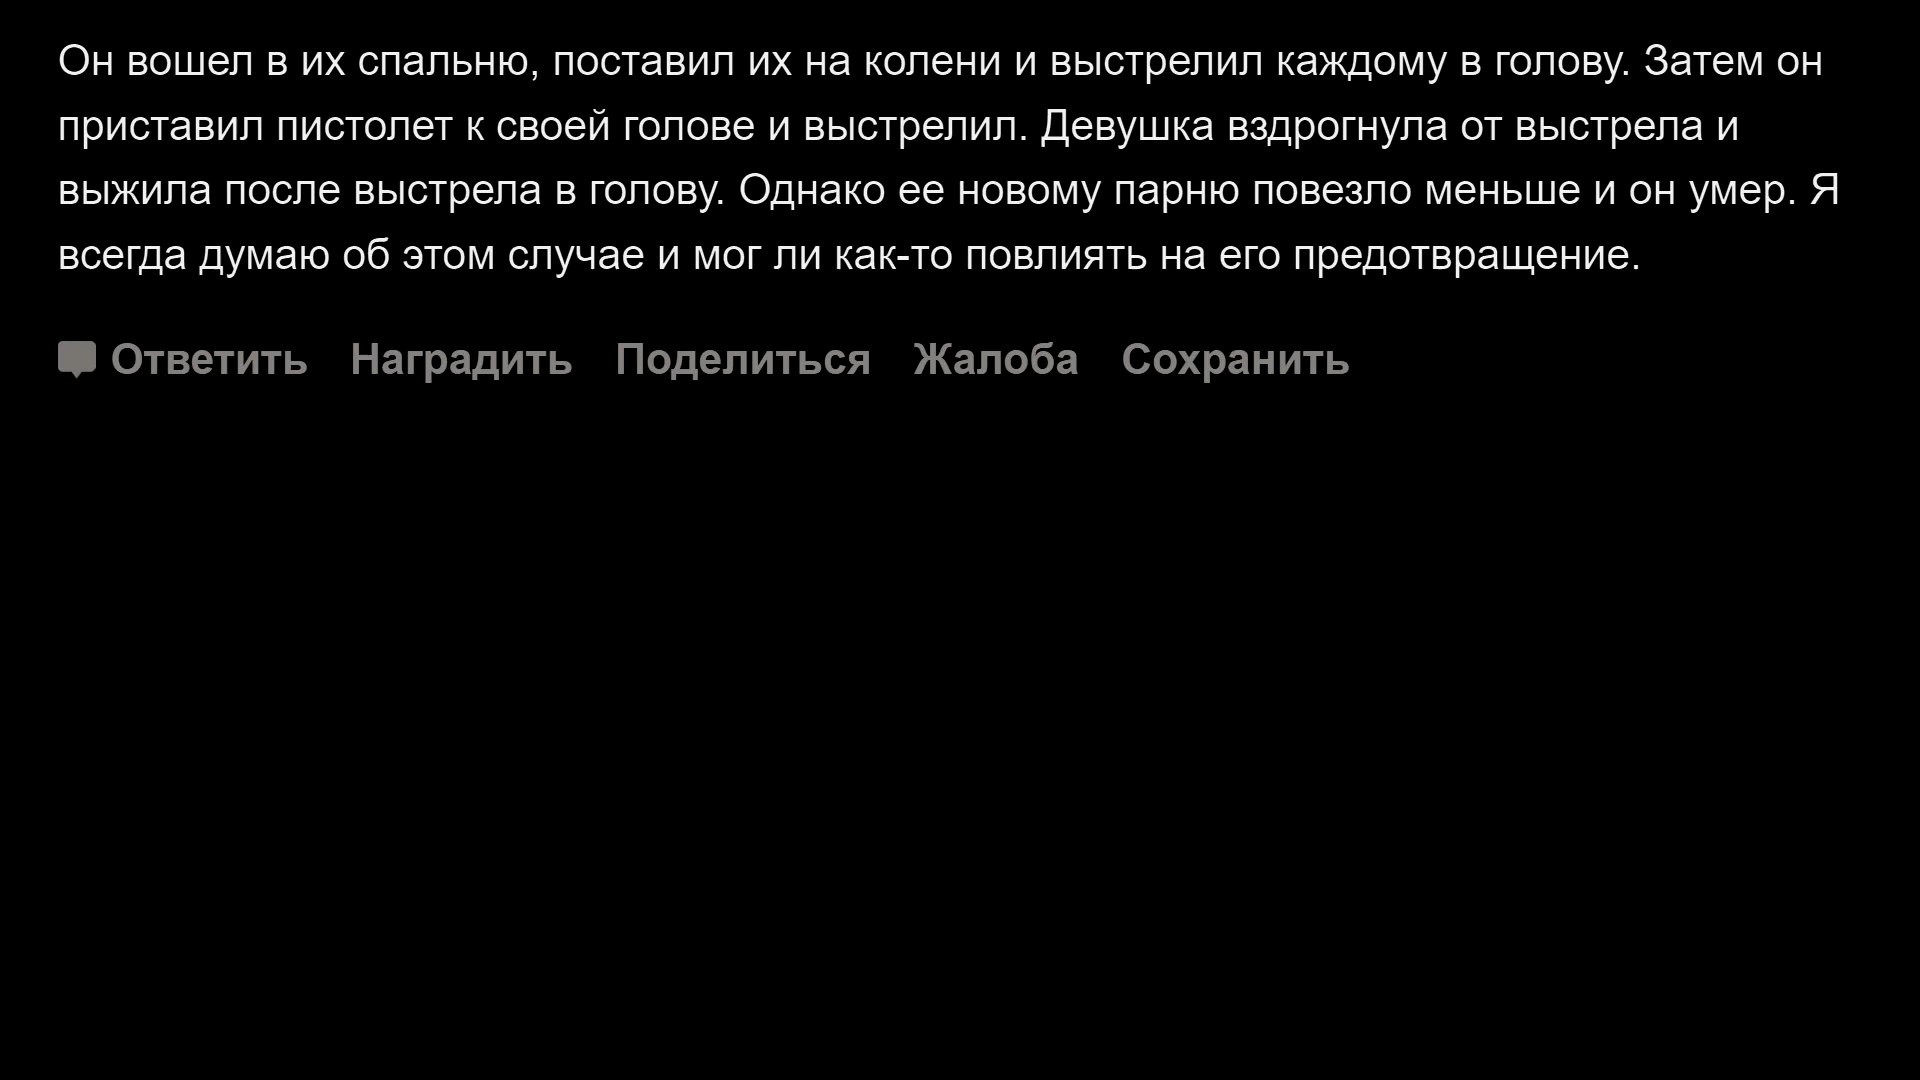 Он вошел в их спальню, поставил их на колени и выстрелил каждому в голову. Затем он
приставил пистолет к своей голове и выстрелил. Девушка вздрогнула от выстрела и
выжила после выстрела в голову. Однако ее новому парню повезло меньше и он умер. Я
всегда думаю об этом случае и мог ли как-то повлиять на его предотвращение.
Ответить Наградить Поделиться Жалоба Сохранить